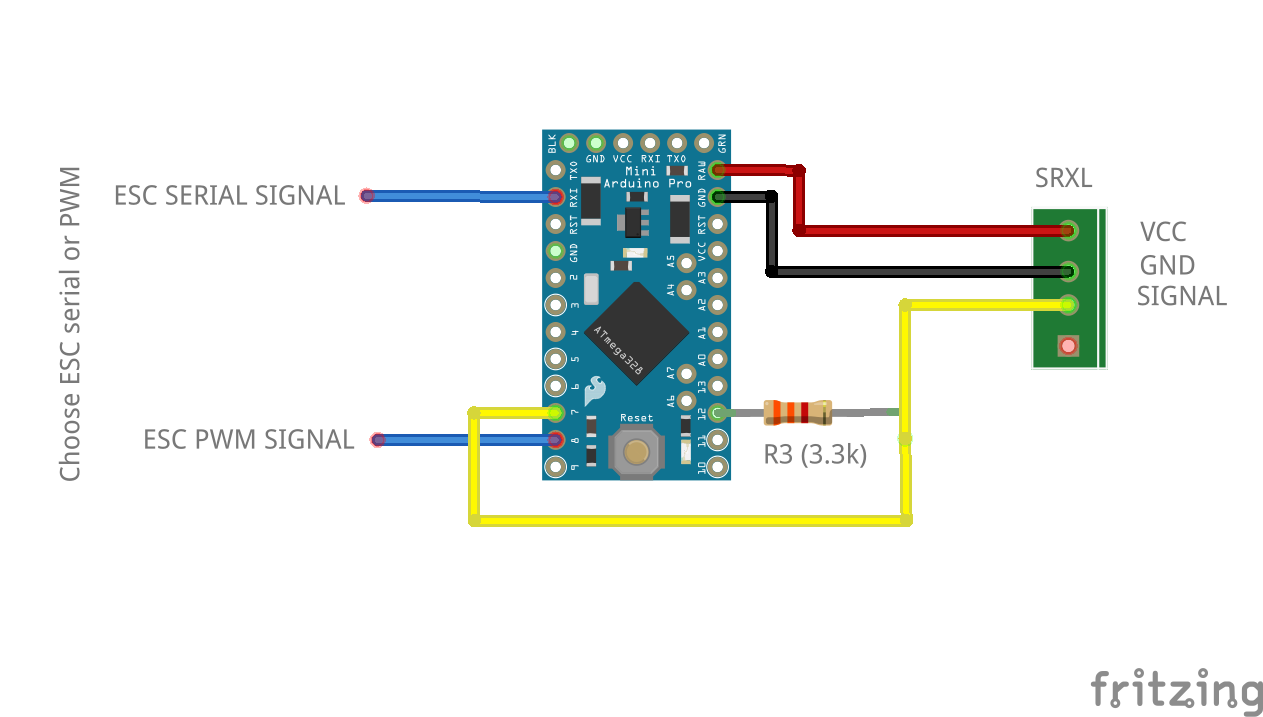 Choose ESC serial or PWM
ESC SERIAL SIGNAL
ESC PWM SIGNAL
BLK
GND VCC RXI TXO
GRN
Mini
Arduino Pro
TXO
RXI
RST
GND
2
3
4
5
6
7
8
9
RAW
GND
RST
VCC
A3
A2
A1
A0
13
12
11
10
A5
A4
A7
A6
ATmega328
Reset
R3 (3.3k)
SRXL
VCC
GND
SIGNAL
fritzing